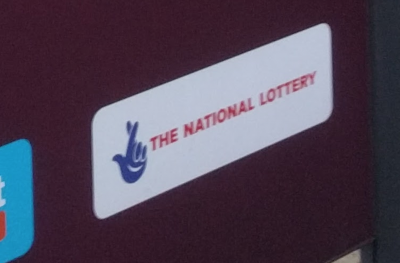 THE NATIONAL LOTTERY